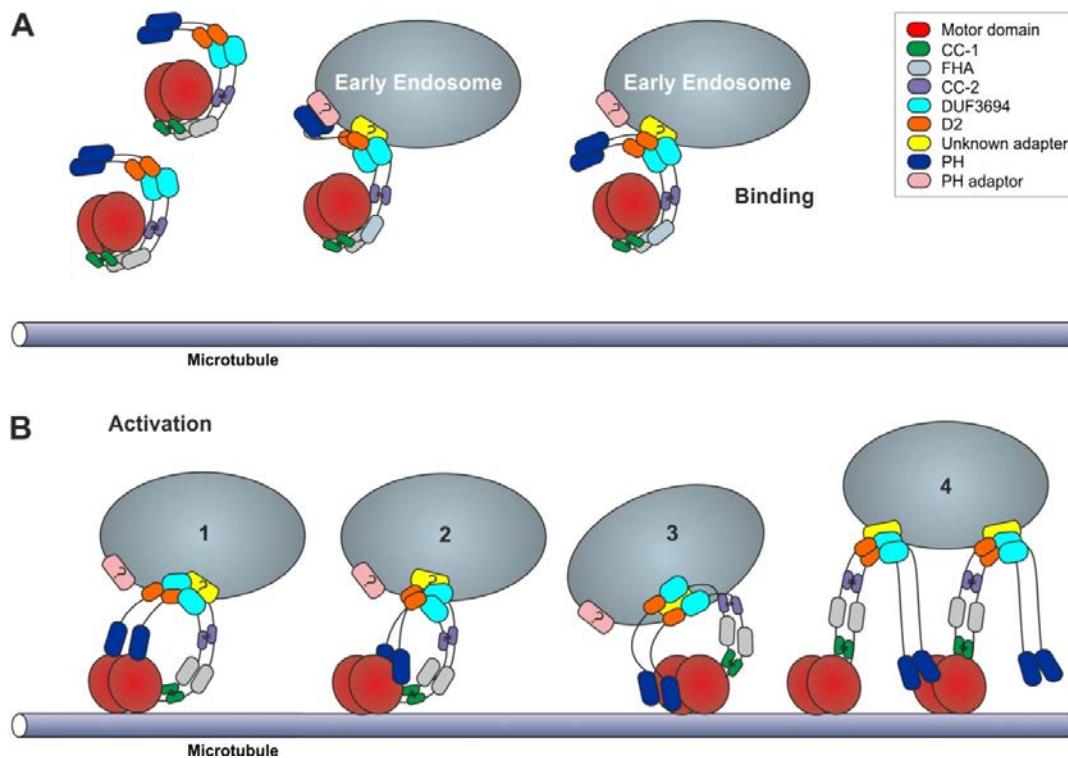 A
Early Endosome
Early Endosome
?
?
?
?
Binding
Motor domain
CC-1
FHA
CC-2
DUF3694
D2
Unknown adapter
PH
PH adaptor
Microtubule
B
Activation
1
2
3
4
?
?
?
?
?
Microtubule